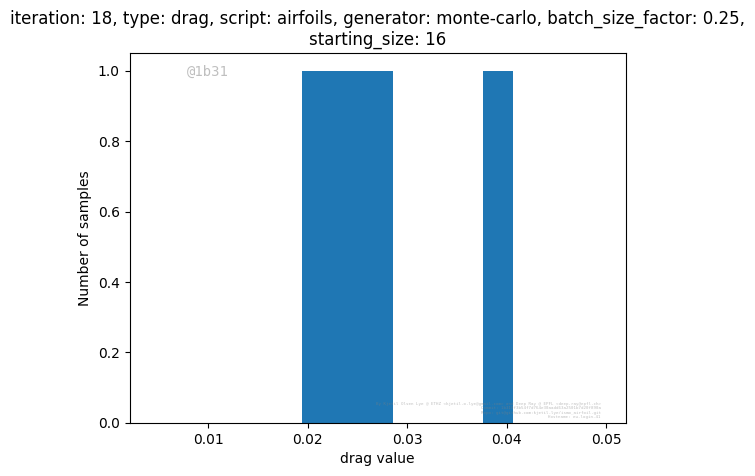 iteration: 18, type: drag, script: airfoils, generator: monte-carlo, batch_size_factor: 0.25,
starting_size: 16
@1b31
1.0
0.8
0.6
0.4
0.2
0.0
Number of samples
0.01
0.02
0.03
0.04
0.05
drag value